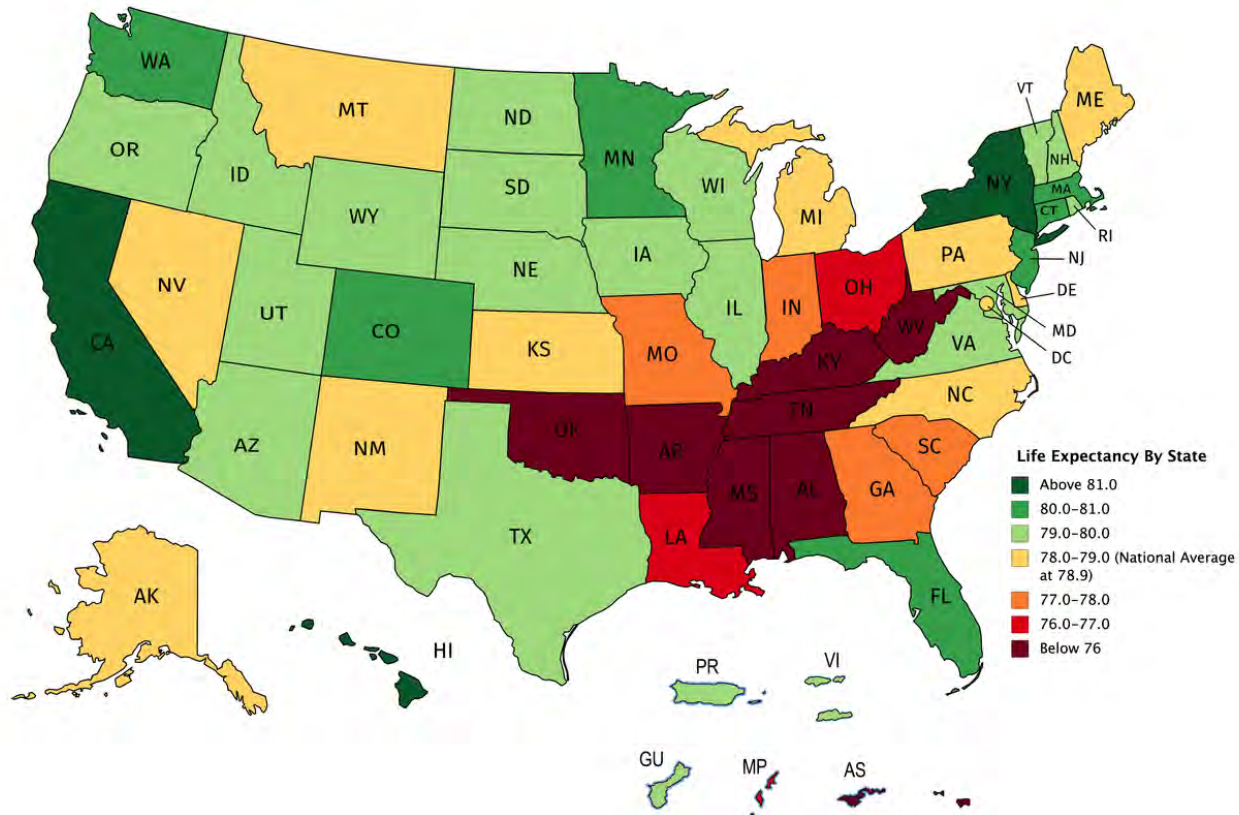 WA
MT
ND
MN
VT
ME
OR
ID
SD
WI
NH
WY
MI
NY
MA
CT
RI
IA
PA
NE
NJ
NV
UT
IL
IN
OH
DE
CO
WV
MD
CA
KS
MO
KY
VA
DC
NC
TN
AZ
NM
OK
AR
SC
MS
AL
GA
TX
LA
FL
AK
HI
Life Expectancy By State
Above 81.0
80.0–81.0
79.0–80.0
78.0–79.0 (National Average
at 78.9)
77.0–78.0
76.0–77.0
Below 76
PR
VI
GU
MP
AS